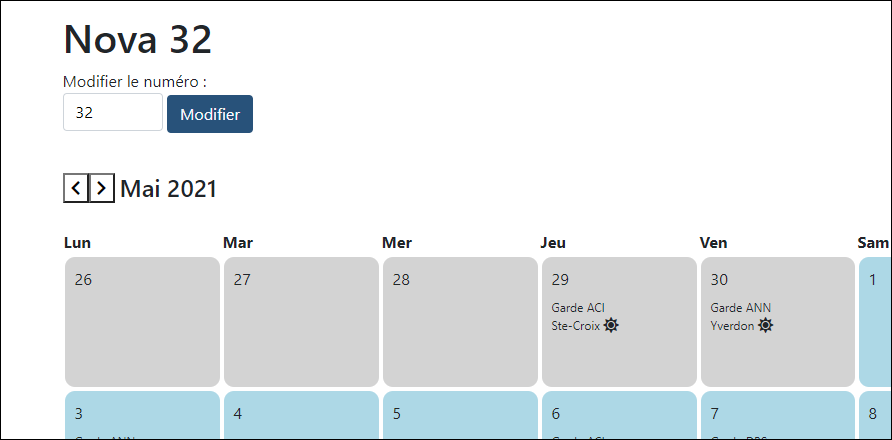 Nova 32
Modifier le numéro :
32 Modifier
Mai 2021
Lun Mar Mer Jeu Ven Sam
26 27 28 29 30 1
Garde ACI Garde ANN
Ste-Croix Yverdon
3 4 5 6 7 8